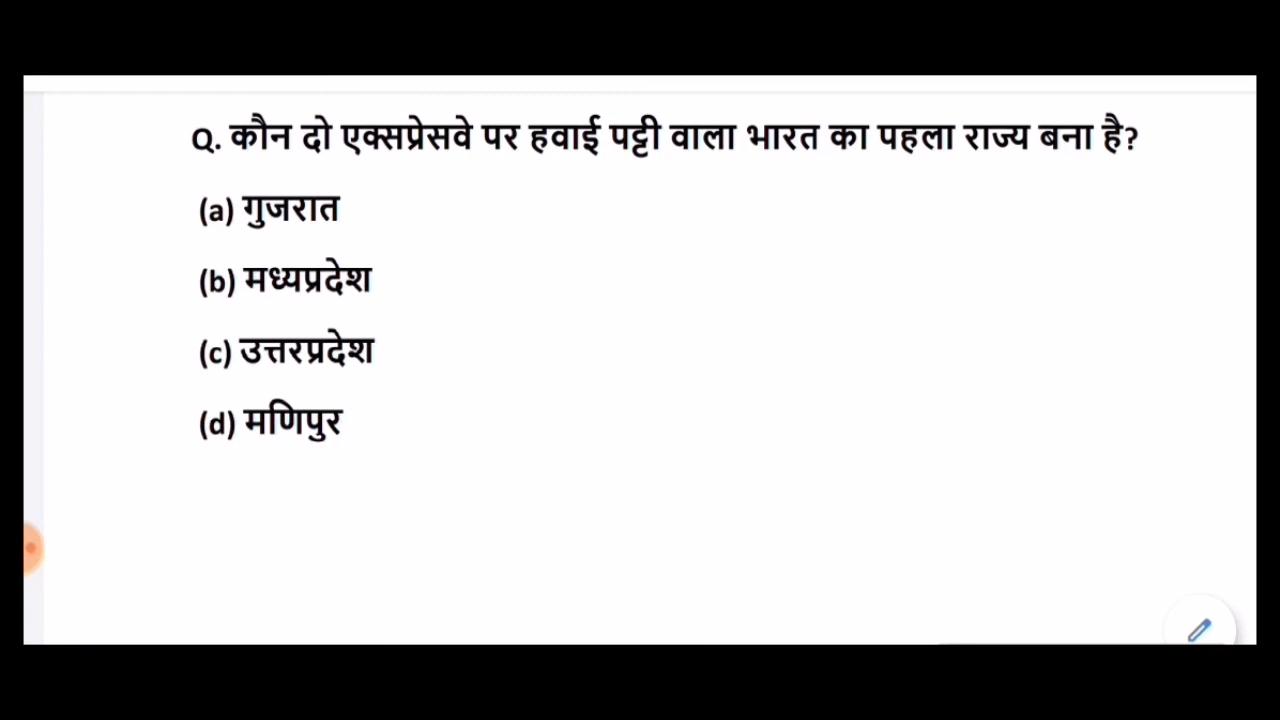 Q. कौन दो एक्सप्रेसवे पर हवाई पट्टी वाला भारत का पहला राज्य बना है?
(a) गुजरात
(b) मध्यप्रदेश
(c) उत्तरप्रदेश
(d) मणिपुर